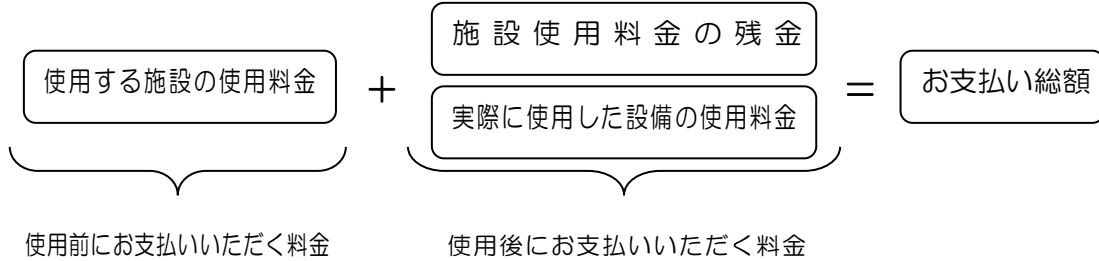 施設使用料金の残金
使用する施設の使用料金
+
実際に使用した設備の使用料金
=
お支払い総額
使用前にお支払いいただく料金
使用後にお支払いいただく料金